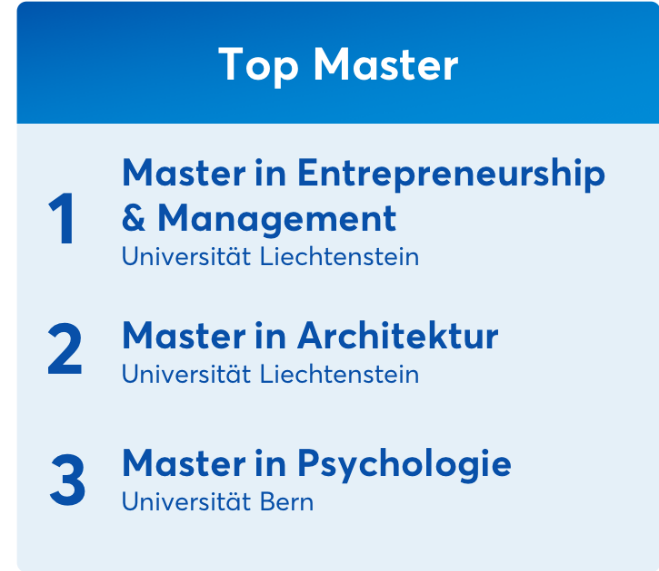 Top Master
1
Master in Entrepreneurship
& Management
Universität Liechtenstein
2
Master in Architektur
Universität Liechtenstein
3
Master in Psychologie
Universität Bern